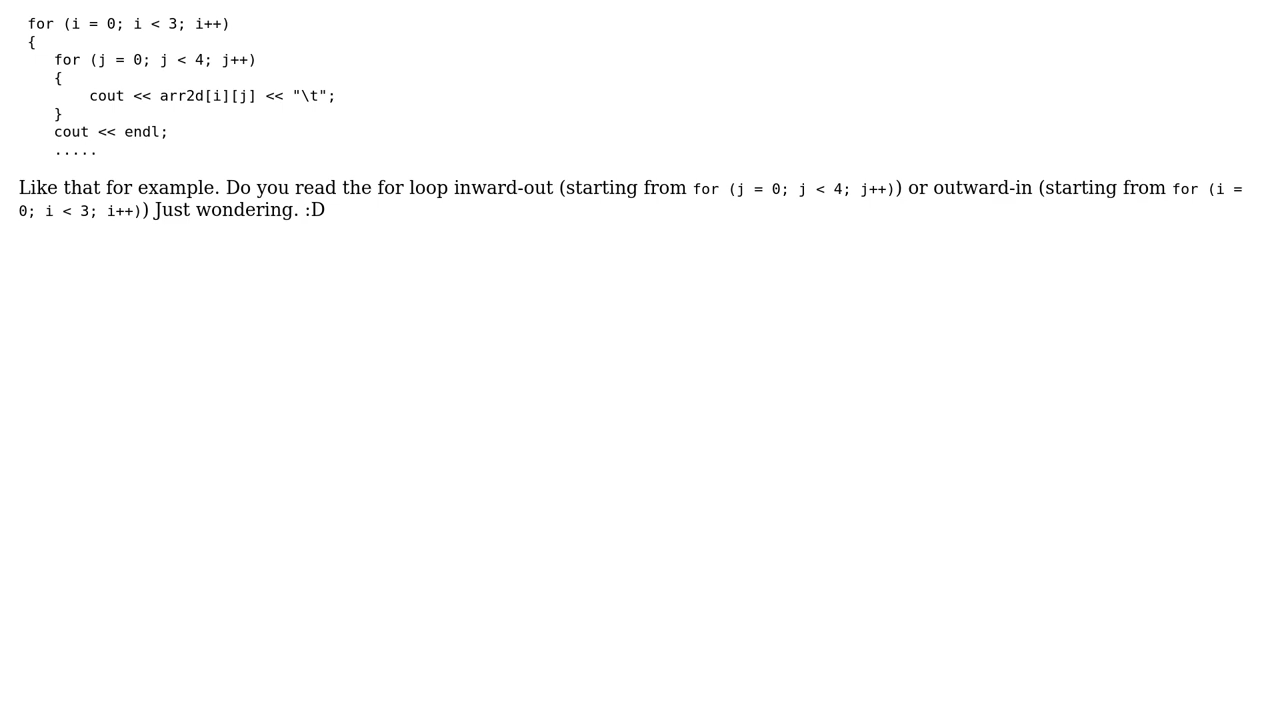 for (i = 0; i < 3; i++)
{
for (j = 0; j < 4; j++)
{
cout << arr2d[i][j] << "\t";
}
cout << endl;
.....
Like that for example. Do you read the for loop inward-out (starting from for (j = 0; j < 4; j++)) or outward-in (starting from for (i =
0; i < 3; i++)) Just wondering. :D